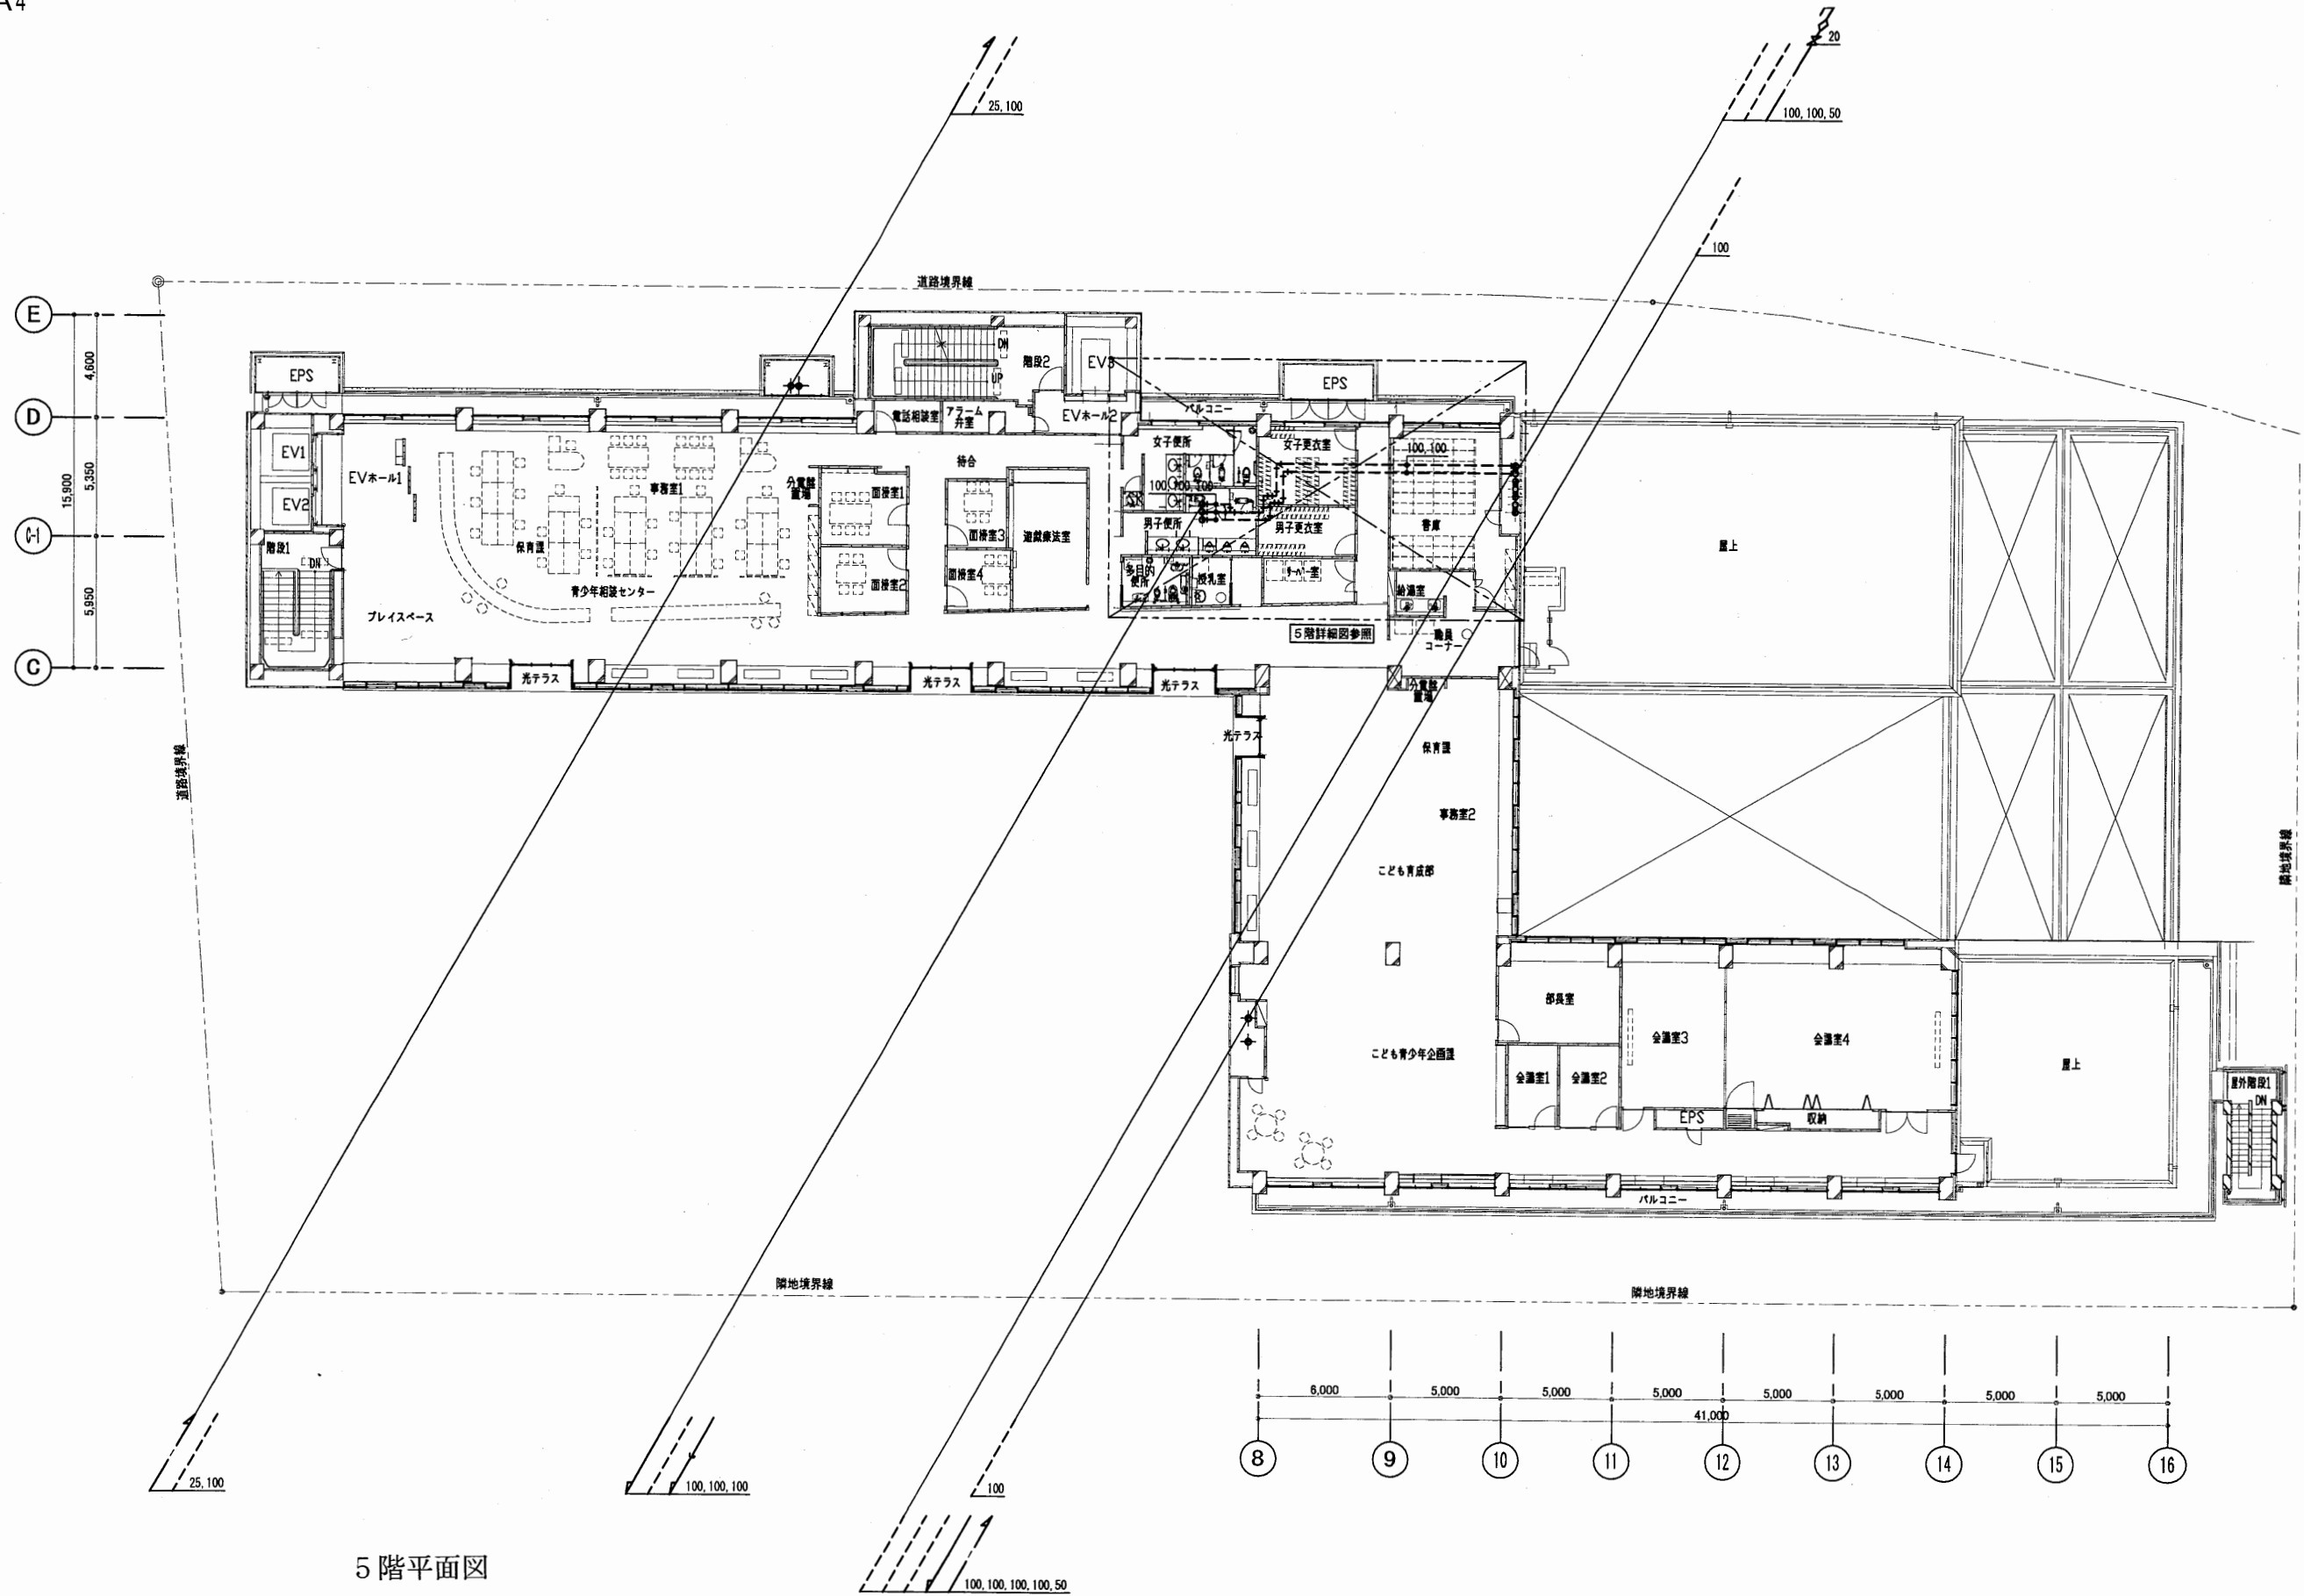 A4
20
25,100
100,100,50
100
道路境界線
E
D
C-1
C
4,600
5,350
5,950
15,900
EPS
階段2
DN
UP
EV3
EPS
電話相談室
アラーム
弁室
EVホール2
バルコニー
EV1
EV2
EVホール1
事務室1
保育課
青少年相談センター
プレイスペース
階段1
DN
分電盤
置場
面接室1
面接室2
待合
面接室3
面接室4
遊戯療法室
女子便所
女子更衣室
100,100
100,100,100
SK
男子便所
男子更衣室
書庫
多目的
便所
授乳室
サーバー室
給湯室
5階詳細図参照
職員
コーナー
屋上
光テラス
光テラス
光テラス
分電盤
置場
光テラス
保育課
事務室2
こども育成部
こども青少年企画課
部長室
会議室1
会議室2
会議室3
会議室4
EPS
収納
屋上
屋外階段1
DN
バルコニー
道路境界線
隣地境界線
隣地境界線
隣地境界線
6,000
5,000
5,000
5,000
5,000
5,000
5,000
5,000
41,000
8
9
10
11
12
13
14
15
16
25,100
100,100,100
100
100,100,100,100,50
5階平面図